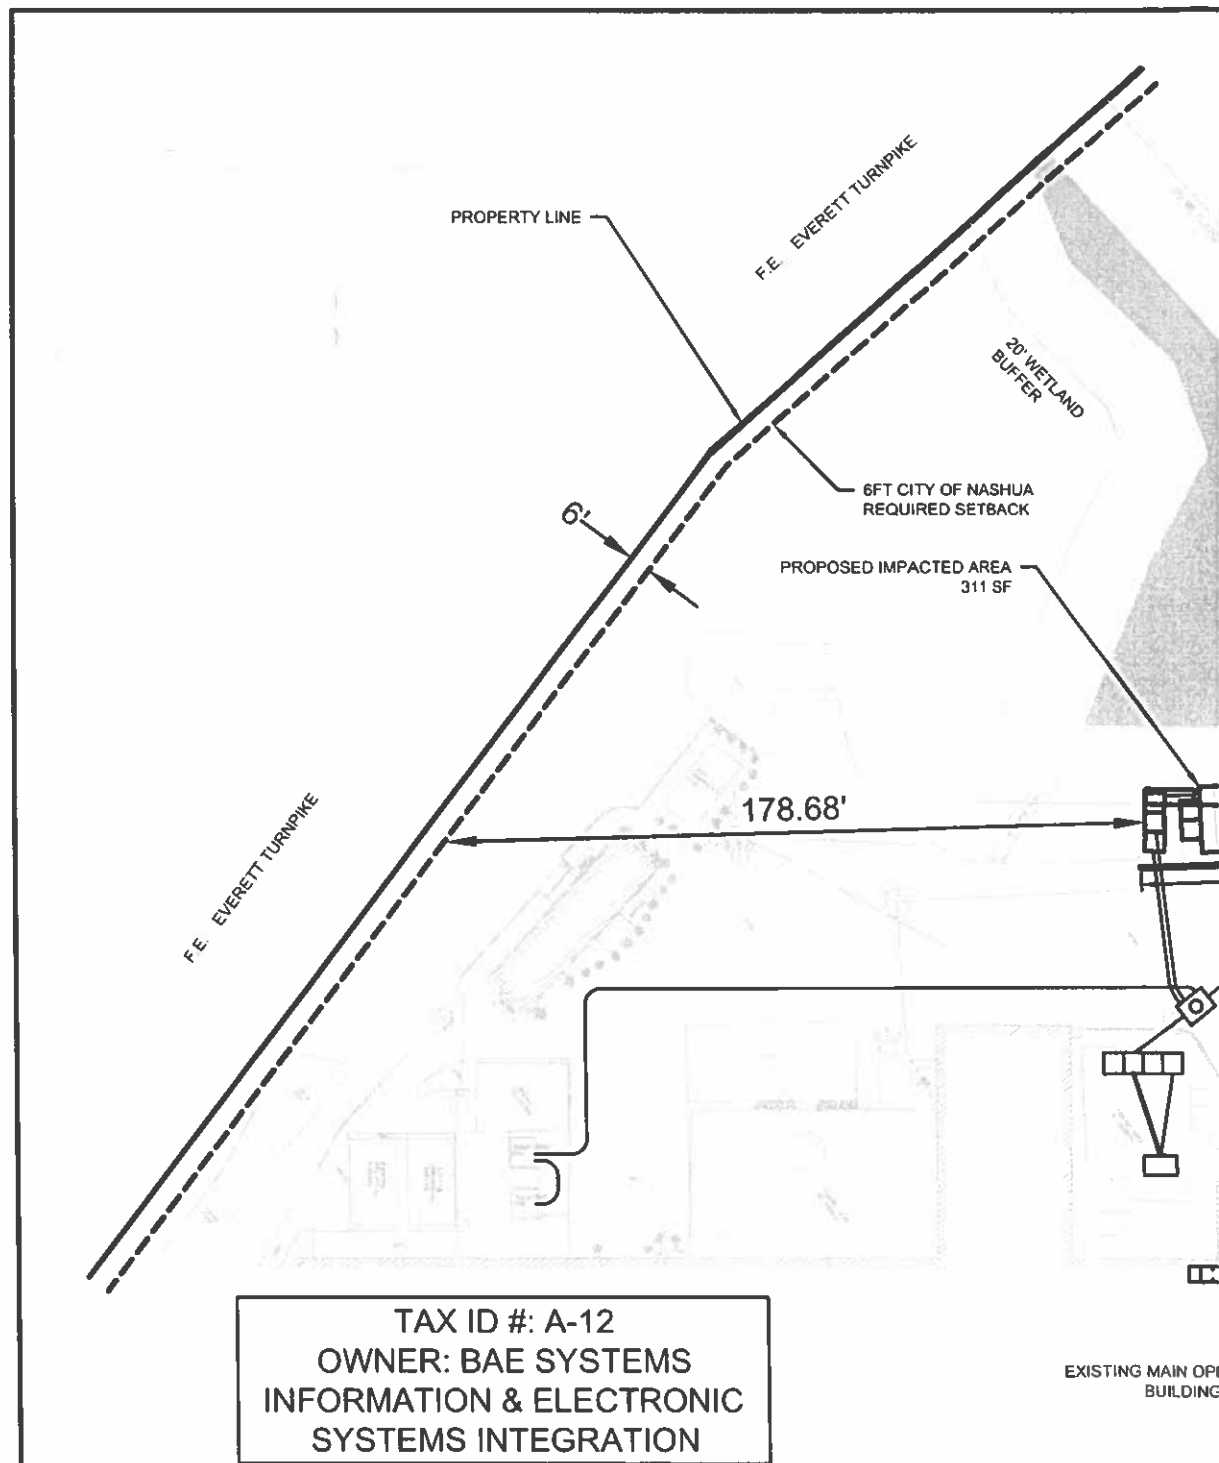 F.E. EVERETT TURNPIKE
PROPERTY LINE
20' WETLAND
BUFFER
6FT CITY OF NASHUA
REQUIRED SETBACK
6'
PROPOSED IMPACTED AREA
311 SF
178.68'
F.E. EVERETT TURNPIKE
TAX ID #: A-12
OWNER: BAE SYSTEMS
INFORMATION & ELECTRONIC
SYSTEMS INTEGRATION
EXISTING MAIN OP
BUILDING